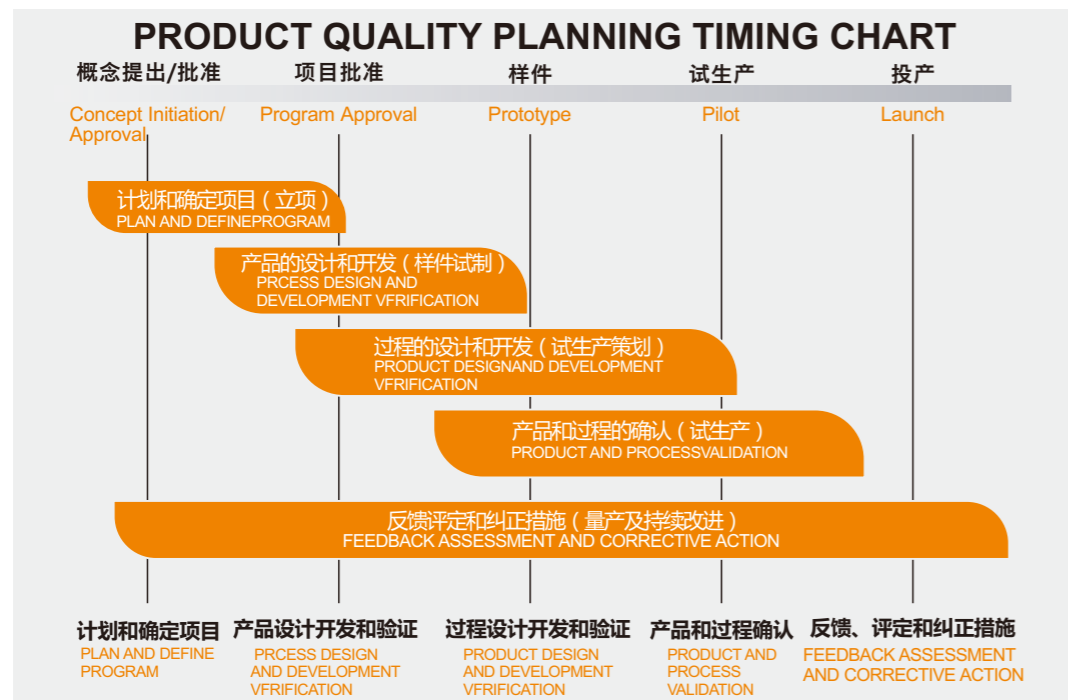 PRODUCT QUALITY PLANNING TIMING CHART
概念提出/批准
项目批准
样件
试生产
投产
Concept Initiation/
Approval
Program Approval
Prototype
Pilot
Launch
计划和确定项目（立项）
PLAN AND DEFINEPROGRAM
产品的设计和开发（样件试制）
PRCESS DESIGN AND
DEVELOPMENT VFRIFICATION
过程的设计和开发（试生产策划）
PRODUCT DESIGNAND DEVELOPMENT
VFRIFICATION
产品和过程的确认（试生产）
PRODUCT AND PROCESSVALIDATION
反馈评定和纠正措施（量产及持续改进）
FEEDBACK ASSESSMENT AND CORRECTIVE ACTION
计划和确定项目
PLAN AND DEFINE
PROGRAM
产品设计开发和验证
PRCESS DESIGN
AND DEVELOPMENT
VFRIFICATION
过程设计开发和验证
PRODUCT DESIGN
AND DEVELOPMENT
VFRIFICATION
产品和过程确认
PRODUCT AND
PROCESS
VALIDATION
反馈、评定和纠正措施
FEEDBACK ASSESSMENT
AND CORRECTIVE ACTION